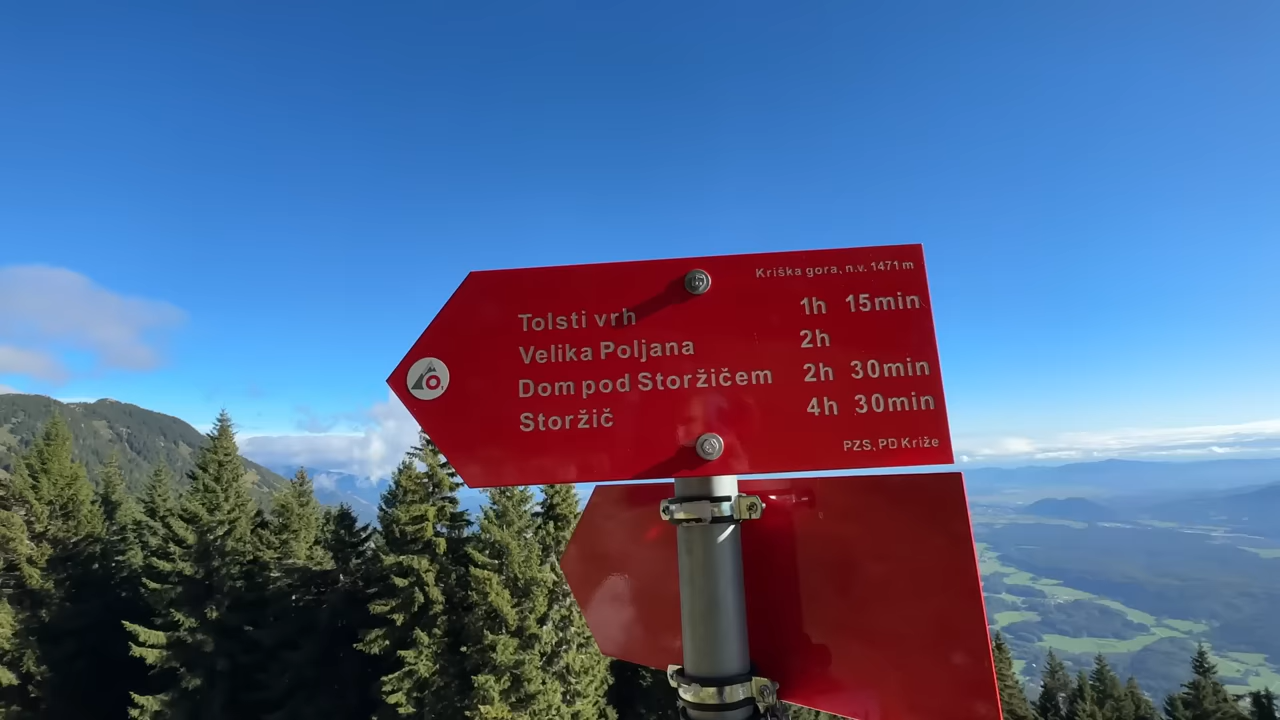 Kriška gora, n.v. 1471 m
Tolsti vrh 1h 15min
Velika Poljana 2h
Dom pod Storžičem 2h 30min
Storžič 4h 30min
PZS, PD Križe